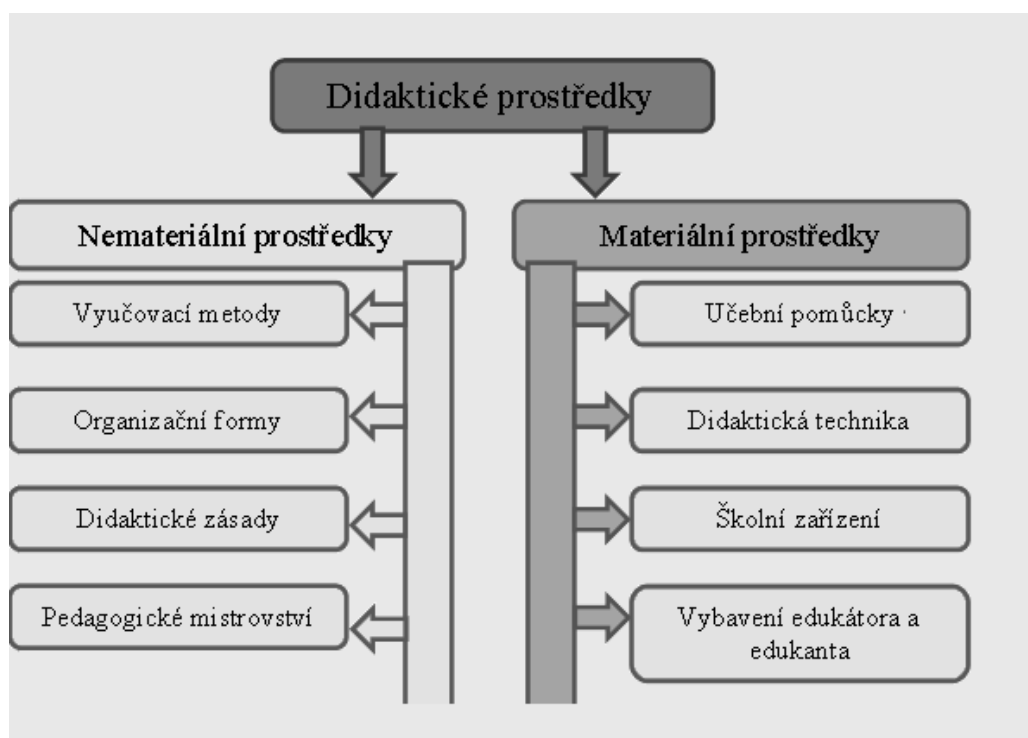 Didaktické prostředky
Nemateriální prostředky
Materiální prostředky
Vyučovací metody
Učební pomůcky
Organizační formy
Didaktická technika
Didaktické zásady
Školní zařízení
Pedagogické mistrovství
Vybavení edukátora a
edukanta